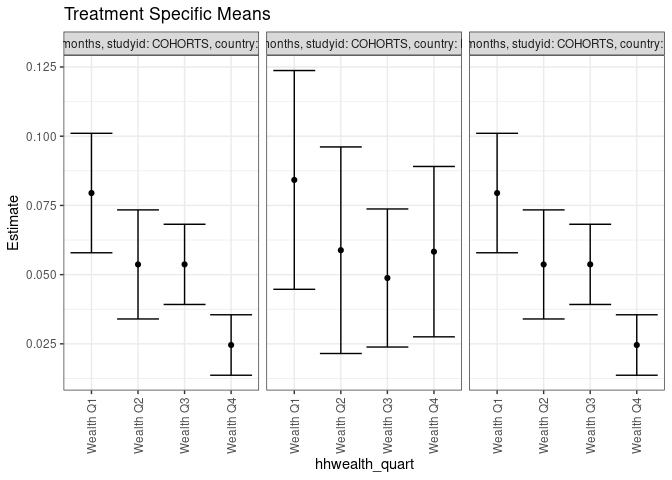 Treatment Specific Means
months, studyid: COHORTS, country:
months, studyid: COHORTS, country:
months, studyid: COHORTS, country:
0.125
0.100
0.075
0.050
0.025
Estimate
Wealth Q1
Wealth Q2
Wealth Q3
Wealth Q4
Wealth Q1
Wealth Q2
Wealth Q3
Wealth Q4
Wealth Q1
Wealth Q2
Wealth Q3
Wealth Q4
hhwealth_quart